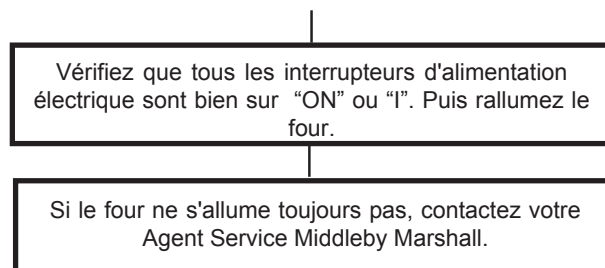 Vérifiez que tous les interrupteurs d'alimentation
électrique sont bien sur “ON” ou “I”. Puis rallumez le
four.
Si le four ne s'allume toujours pas, contactez votre
Agent Service Middleby Marshall.